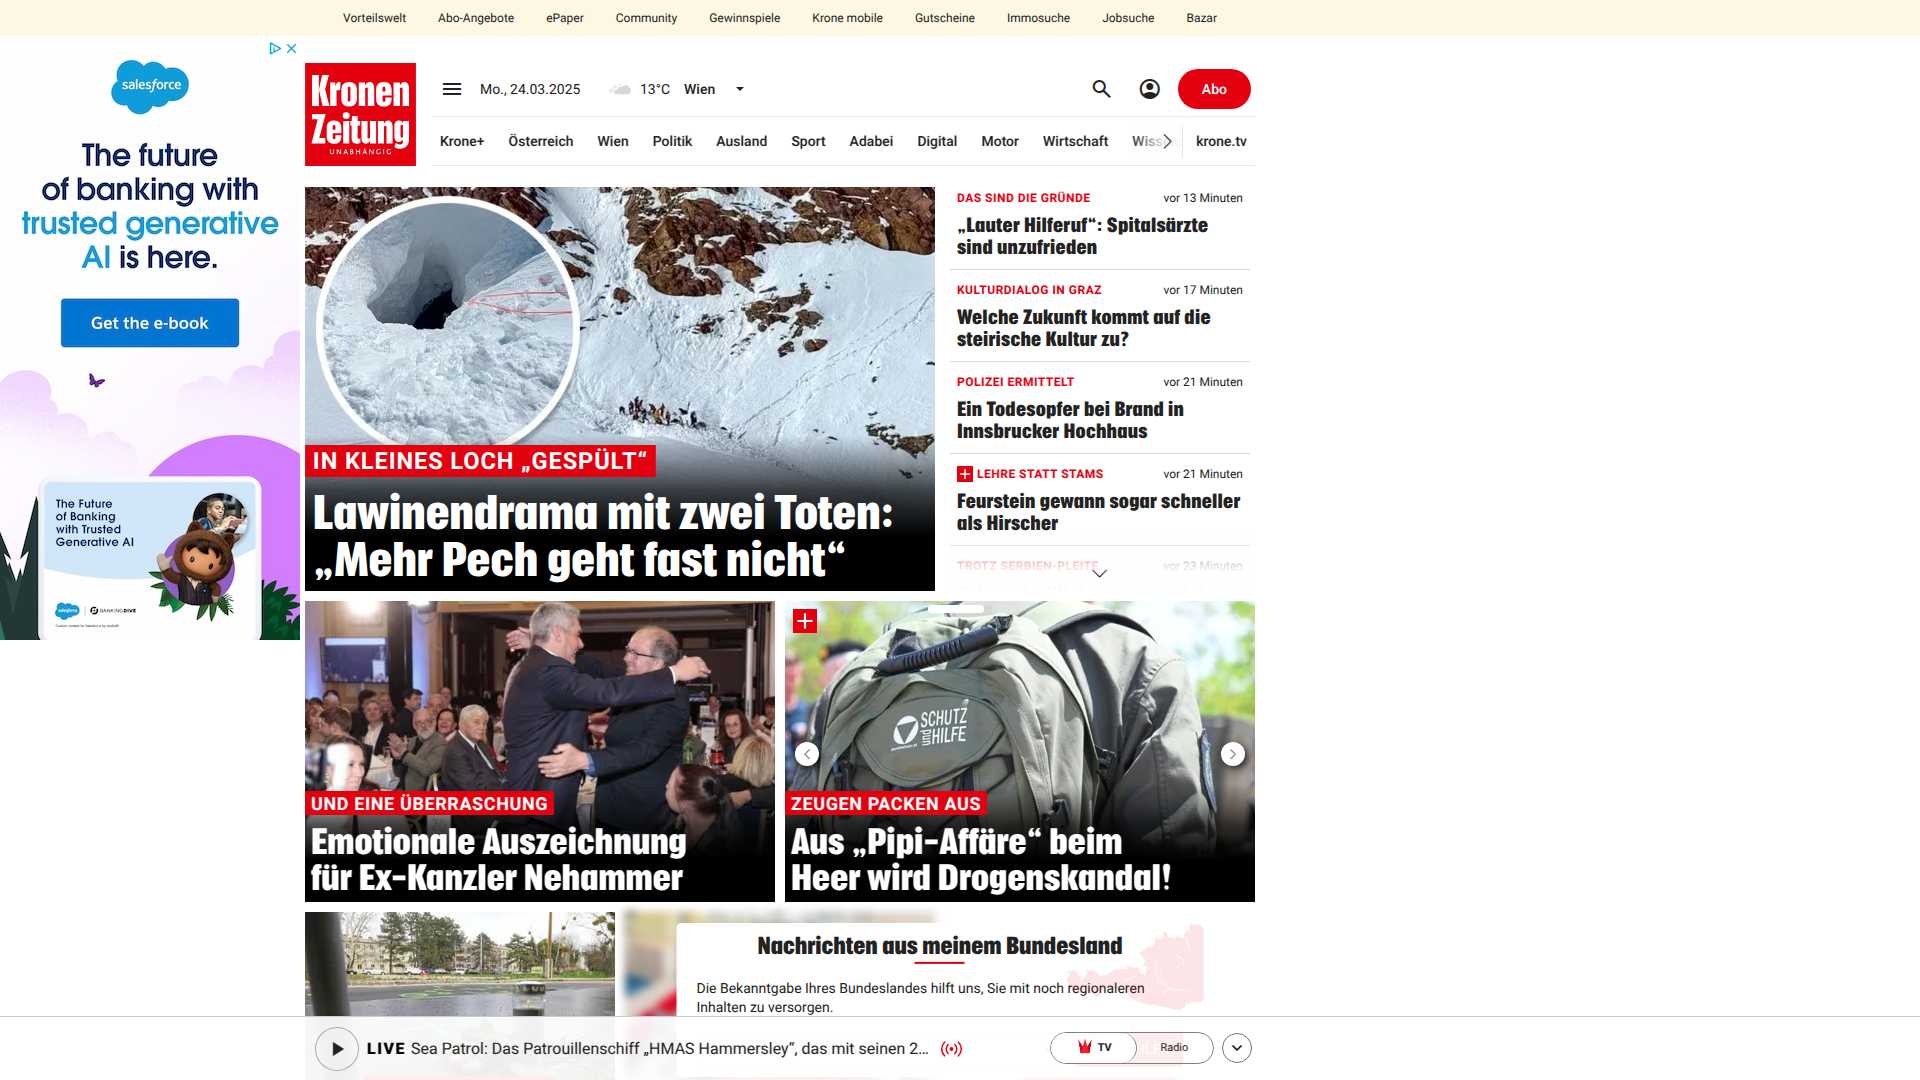 Vorteilswelt Abo-Angebote ePaper Community Gewinnspiele Krone mobile Gutscheine Immosuche Jobsuche Bazar
salesforce
The future
of banking with
trusted generative
AI is here.
Get the e-book
The Future
of Banking
with Trusted
Generative AI
salesforce BANKINGDIVE
Kronen
Zeitung
UNABHÄNGIG
Mo., 24.03.2025 13°C Wien
Abo
Krone+ Österreich Wien Politik Ausland Sport Adabei Digital Motor Wirtschaft Wiss krone.tv
IN KLEINES LOCH „GESPÜLT“
Lawinendrama mit zwei Toten:
„Mehr Pech geht fast nicht“
DAS SIND DIE GRÜNDE vor 13 Minuten
„Lauter Hilferuf“: Spitalsärzte
sind unzufrieden
KULTURDIALOG IN GRAZ vor 17 Minuten
Welche Zukunft kommt auf die
steirische Kultur zu?
POLIZEI ERMITTELT vor 21 Minuten
Ein Todesopfer bei Brand in
Innsbrucker Hochhaus
LEHRE STATT STAMS vor 21 Minuten
Feurstein gewann sogar schneller
als Hirscher
TROTZ SERBIEN-PLEITE vor 23 Minuten
UND EINE ÜBERRASCHUNG
Emotionale Auszeichnung
für Ex-Kanzler Nehammer
SCHUTZ
und HILFE
ZEUGEN PACKEN AUS
Aus „Pipi-Affäre“ beim
Heer wird Drogenskandal!
Nachrichten aus meinem Bundesland
Die Bekanntgabe Ihres Bundeslandes hilft uns, Sie mit noch regionaleren
Inhalten zu versorgen.
LIVE Sea Patrol: Das Patrouillenschiff „HMAS Hammersley“, das mit seinen 2...
TV Radio